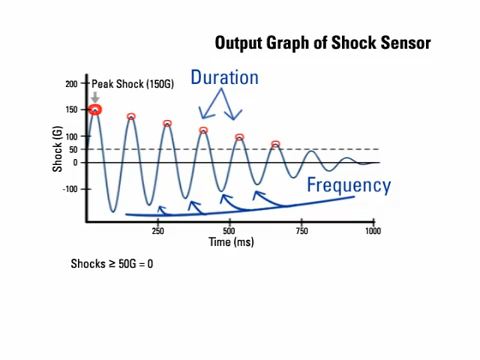 Output Graph of Shock Sensor
Peak Shock (150G)
Duration
Shock (G)
200
150
100
50
0
-100
Frequency
250
500
750
1000
Time (ms)
Shocks ≥ 50G = 0